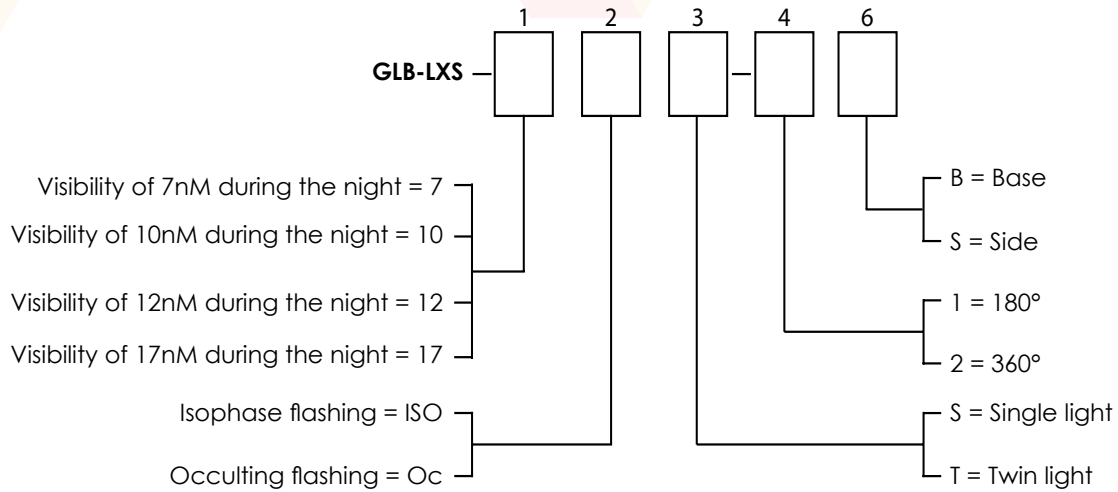 1 2 3 4 6
GLB-LXS – –
Visibility of 7nM during the night = 7
Visibility of 10nM during the night = 10
Visibility of 12nM during the night = 12
Visibility of 17nM during the night = 17
Isophase flashing = ISO
Occulting flashing = Oc
B = Base
S = Side
1 = 180°
2 = 360°
S = Single light
T = Twin light